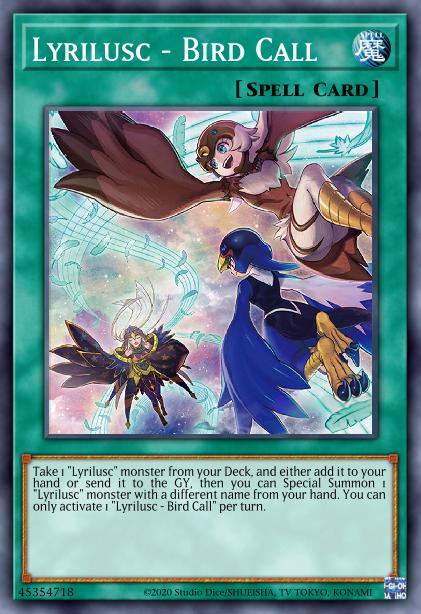 Lyrilusc - Bird Call
SPELL
魔
[Spell Card]
Take 1 "Lyrilusc" monster from your Deck, and either add it to your
hand or send it to the GY, then you can Special Summon 1
"Lyrilusc" monster with a different name from your hand. You can
only activate 1 "Lyrilusc - Bird Call" per turn.
45354718
©2020 Studio Dice/SHUEISHA, TV TOKYO, KONAMI